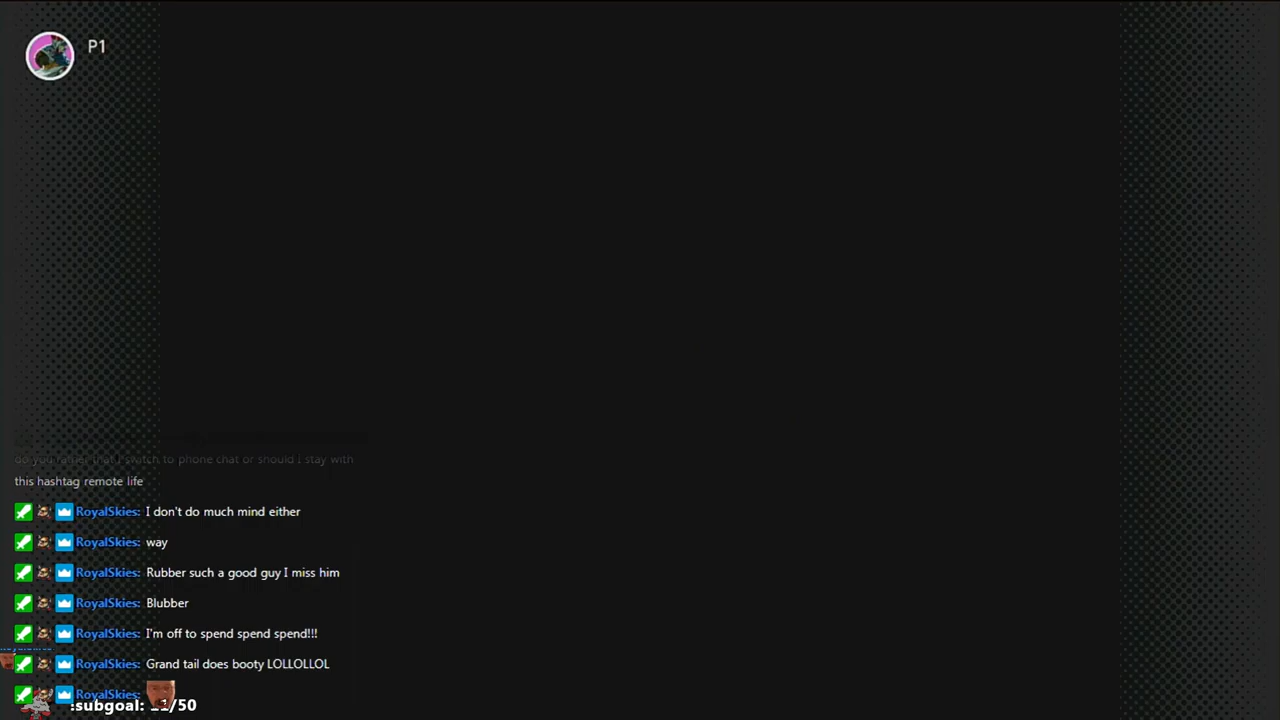 P1
do you rather that I switch to phone chat or should I stay with
this hashtag remote life
RoyalSkies: I don't do much mind either
RoyalSkies: way
RoyalSkies: Rubber such a good guy I miss him
RoyalSkies: Blubber
RoyalSkies: I'm off to spend spend spend!!!
RoyalSkies: Grand tail does booty LOLLOLLOL
RoyalSkies:
!subgoal: /50